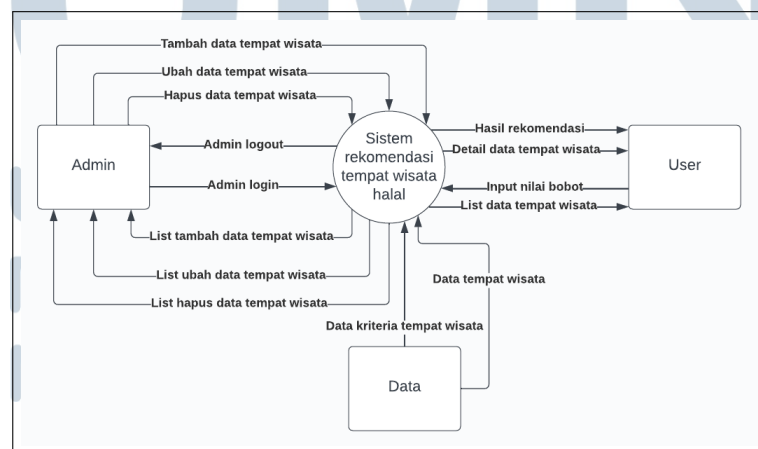 Tambah data tempat wisata
Ubah data tempat wisata
Hapus data tempat wisata
Admin
Admin logout
Admin login
Sistem
rekomendasi
tempat wisata
halal
Hasil rekomendasi
Detail data tempat wisata
Input nilai bobot
List data tempat wisata
User
List tambah data tempat wisata
List ubah data tempat wisata
List hapus data tempat wisata
Data tempat wisata
Data kriteria tempat wisata
Data